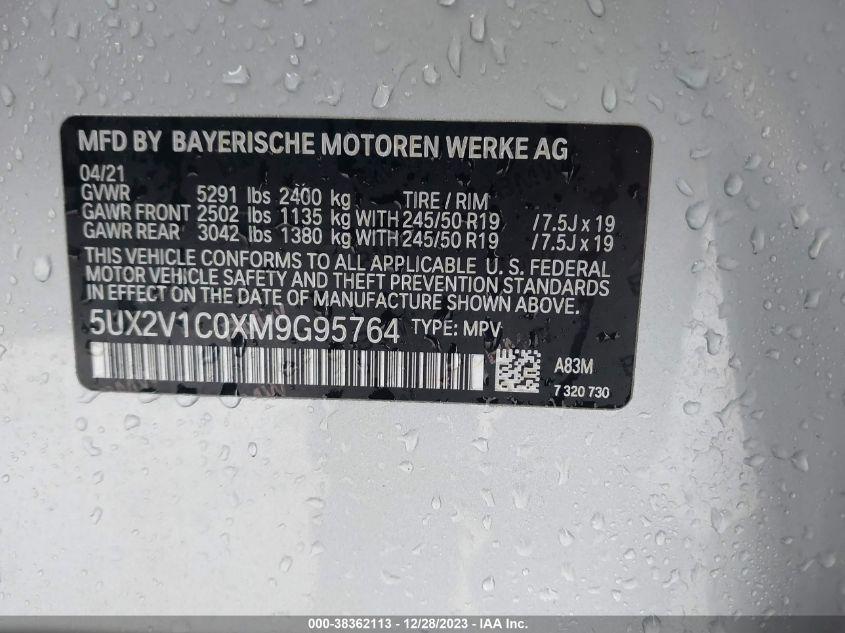 MFD BY BAYERISCHE MOTOREN WERKE AG
04/21
GVWR 5291 lbs 2400 kg TIRE / RIM
GAWR FRONT 2502 lbs 1135 kg WITH 245/50 R19 /7.5J x 19
GAWR REAR 3042 lbs 1380 kg WITH 245/50 R19 /7.5J x 19
THIS VEHICLE CONFORMS TO ALL APPLICABLE U. S. FEDERAL
MOTOR VEHICLE SAFETY AND THEFT PREVENTION STANDARDS
IN EFFECT ON THE DATE OF MANUFACTURE SHOWN ABOVE.
5UX2V1C0XM9G95764 TYPE: MPV
A83M
7 320 730
000-38362113 - 12/28/2023 - IAA Inc.